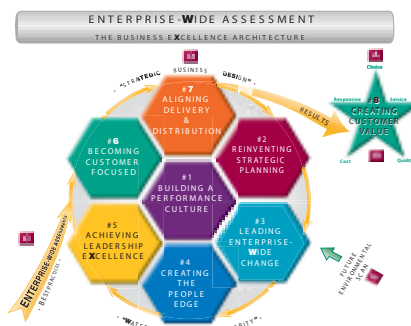 ENTERPRISE-WIDE ASSESSMENT
THE BUSINESS EXCELLENCE ARCHITECTURE
"STRATEGIC BUSINESS DESIGN"
#7
ALIGNING
DELIVERY
&
DISTRIBUTION
RESULTS
Choice
Responsive
Service
#8
CREATING
CUSTOMER
VALUE
Cost
Quality
#6
BECOMING
CUSTOMER
FOCUSED
#2
REINVENTING
STRATEGIC
PLANNING
#1
BUILDING A
PERFORMANCE
CULTURE
#5
ACHIEVING
LEADERSHIP
EXCELLENCE
#3
LEADING
ENTERPRISE-
WIDE
CHANGE
#4
CREATING
THE
PEOPLE
EDGE
ENTERPRISE-WIDE ASSESSMENTS
- BEST PRACTICES -
FUTURE
ENVIRONMENTAL
SCAN